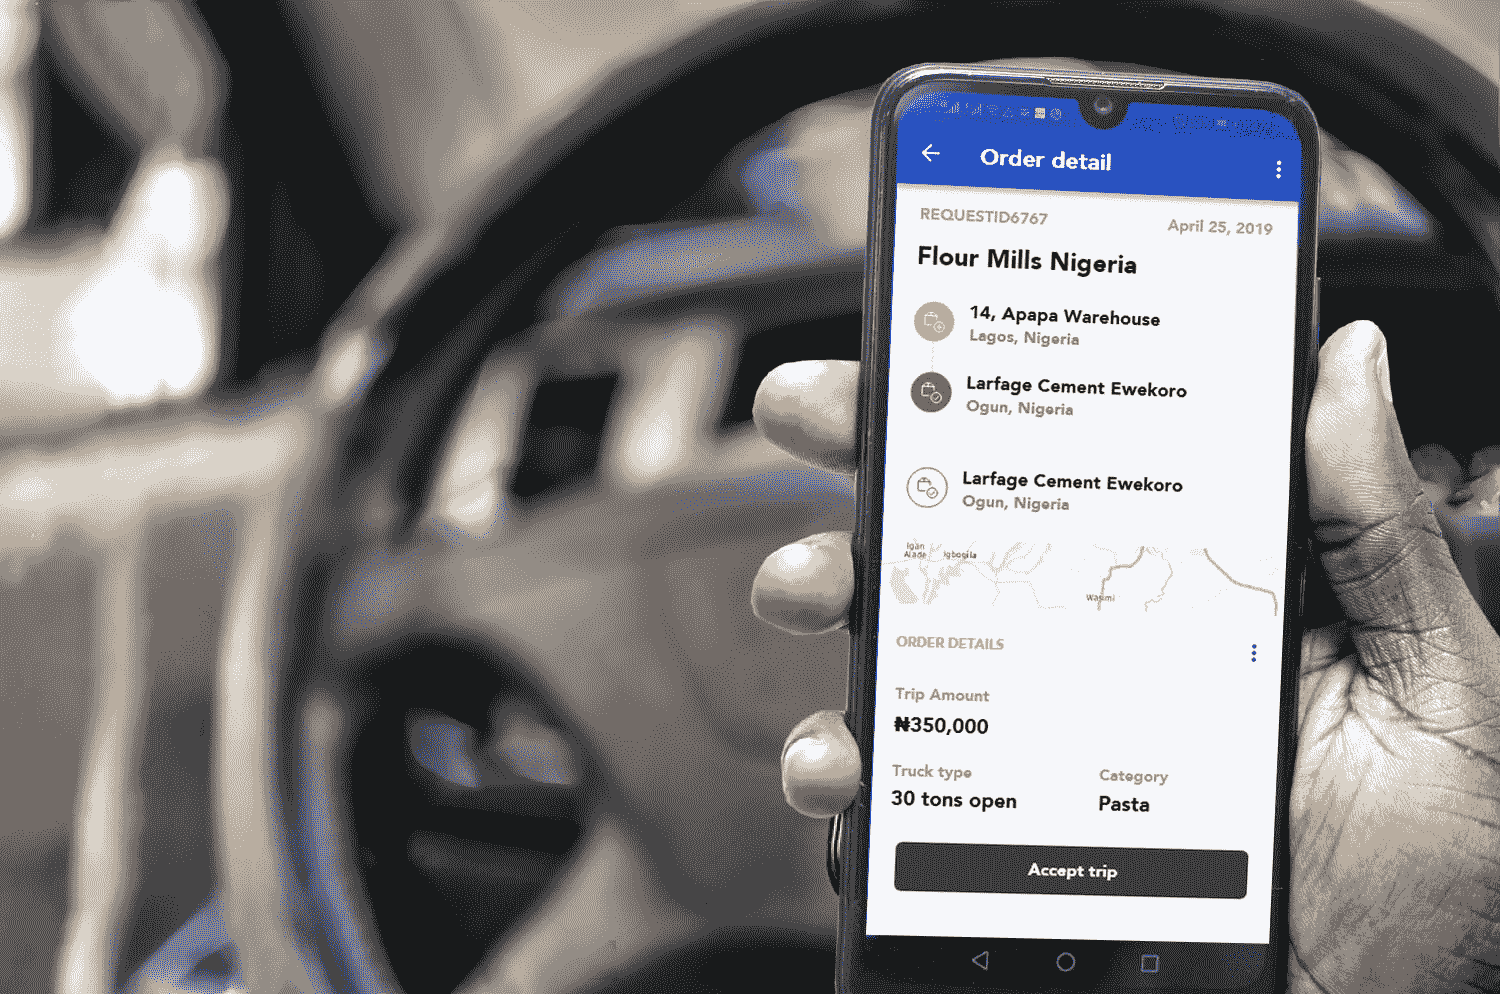 Order detail
REQUESTID6767
April 25, 2019
Flour Mills Nigeria
14, Apapa Warehouse
Lagos, Nigeria
Larfage Cement Ewekoro
Ogun, Nigeria
Larfage Cement Ewekoro
Ogun, Nigeria
Igan
Alade
Igbogila
Wasimi
ORDER DETAILS
Trip Amount
₦350,000
Truck type
Category
30 tons open
Pasta
Accept trip